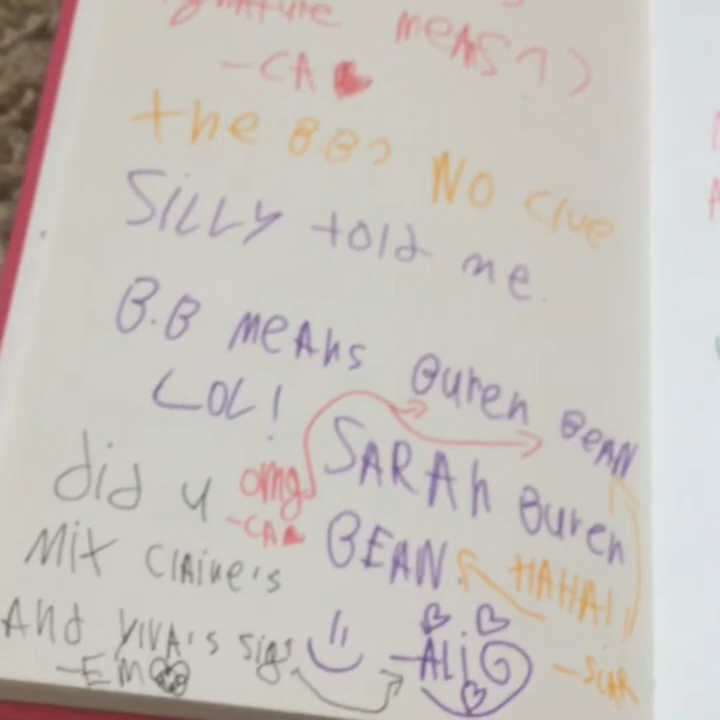 signature means??
-CA
the B.B? No clue
SiLLY told me.
B.B meAns Buren BeAN
LOL!
SARAh Buren
BEAN
omg
-CA
HAHA!
-SCAR
did u
Mix ClAire's
And ViVA's sigs
-EM
-ALi